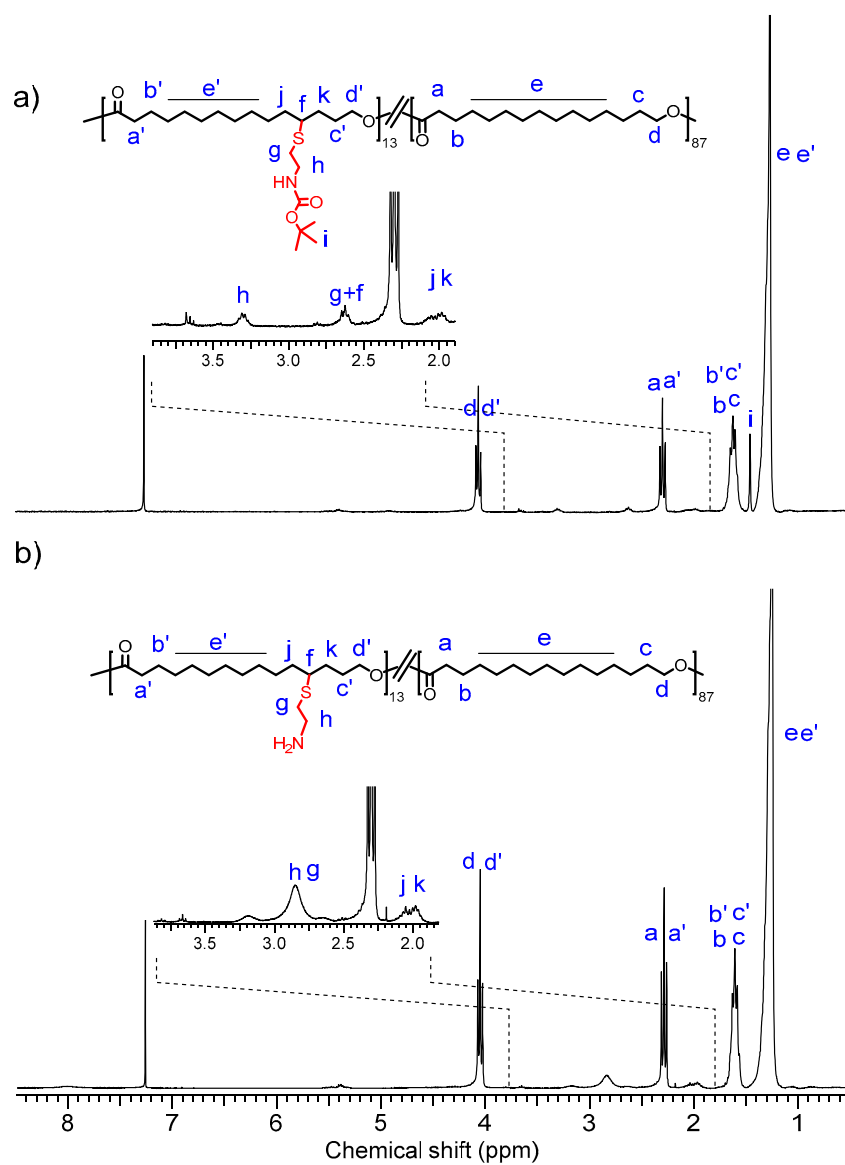 a)
b' e' j f k d' a e c
O O O
a' c' 13 b d 87
S
g h
HN
O
O
i
e e'
h g+f j k
3.5 3.0 2.5 2.0
d d' a a' b' c'
b c i
b)
b' e' j f k d' a e c
O O O
a' c' 13 b d 87
S
g h
H2N
e e'
h g j k
3.5 3.0 2.5 2.0
d d' a a' b' c'
b c
8 7 6 5 4 3 2 1
Chemical shift (ppm)